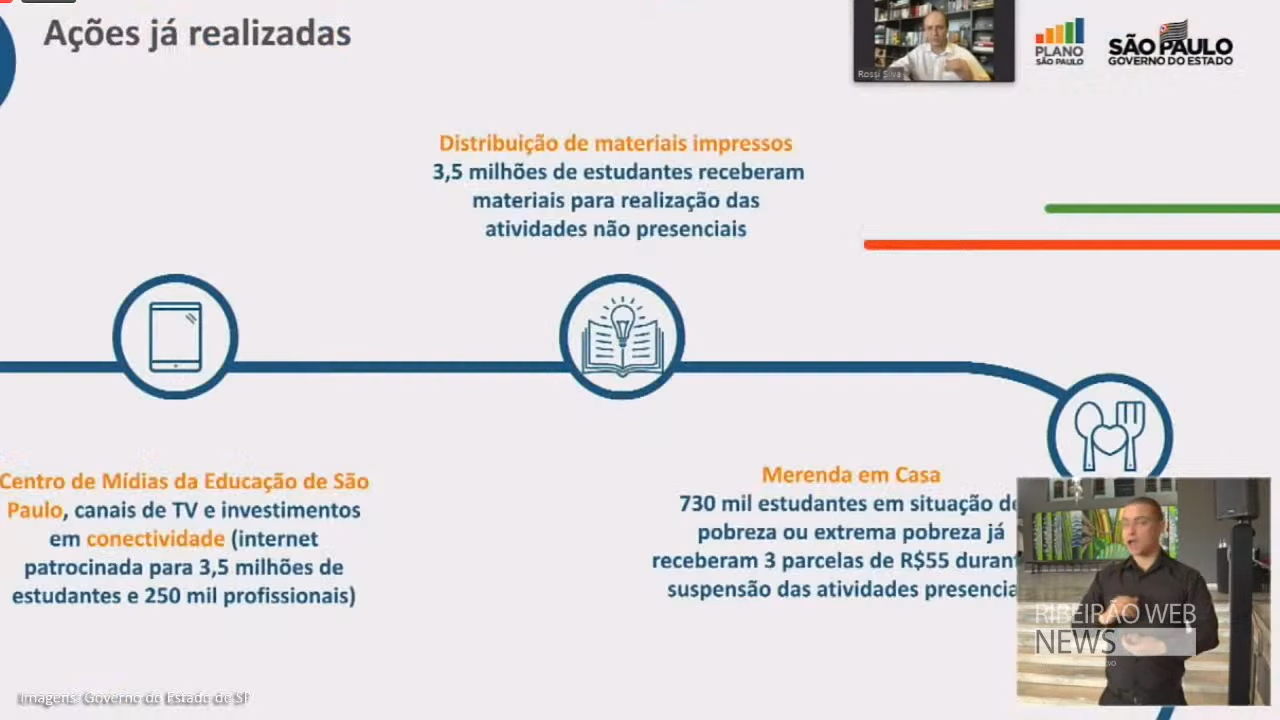 Ações já realizadas
Rossi Silva
PLANO
SÃO PAULO
SÃO PAULO
GOVERNO DO ESTADO
Distribuição de materiais impressos
3,5 milhões de estudantes receberam
materiais para realização das
atividades não presenciais
Centro de Mídias da Educação de São
Paulo, canais de TV e investimentos
em conectividade (internet
patrocinada para 3,5 milhões de
estudantes e 250 mil profissionais)
Merenda em Casa
730 mil estudantes em situação de
pobreza ou extrema pobreza já
receberam 3 parcelas de R$55 durant
suspensão das atividades presencia
RIBEIRÃO WEB
NEWS
Imagens: Governo do Estado de SP